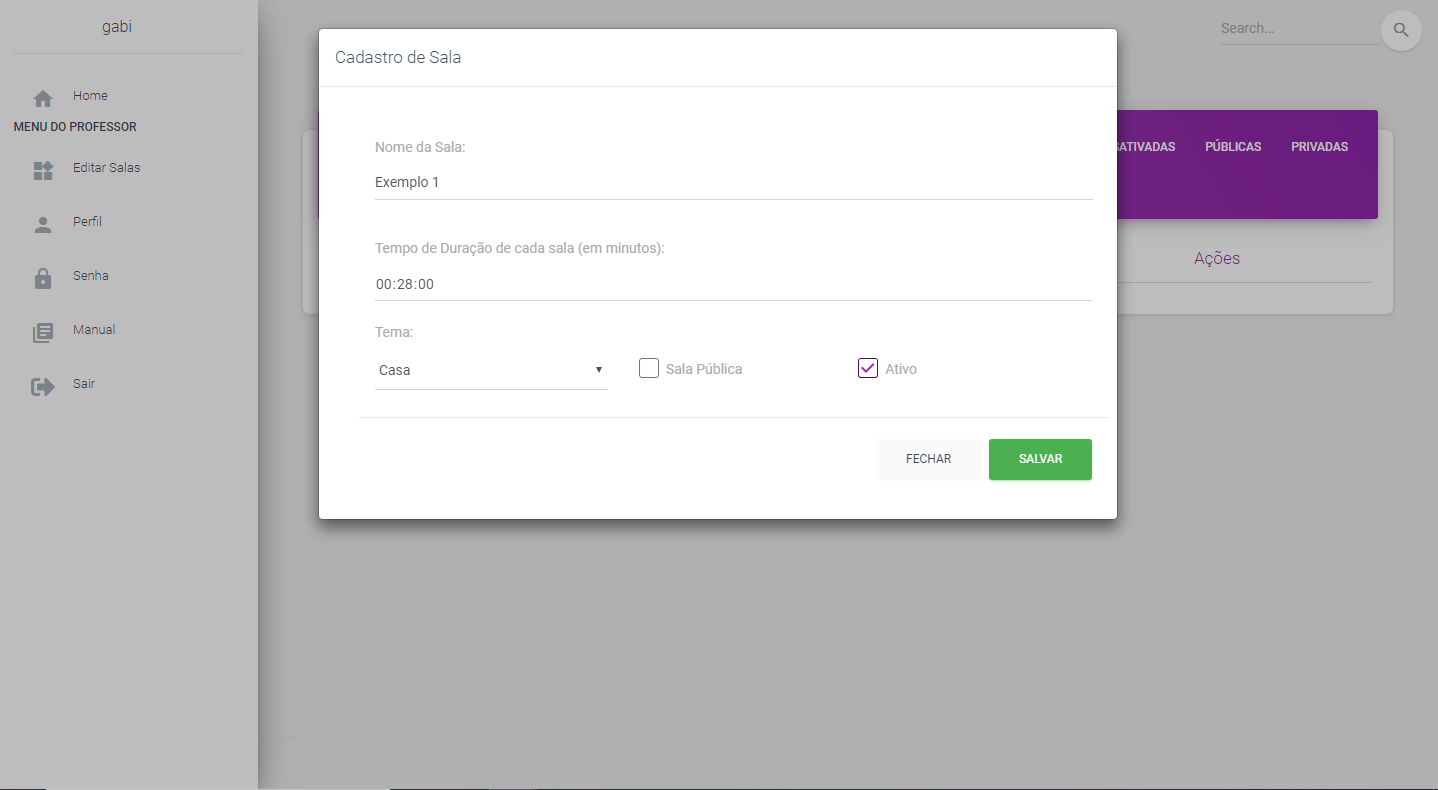 gabi
Home
MENU DO PROFESSOR
Editar Salas
Perfil
Senha
Manual
Sair
Search...
Cadastro de Sala
Nome da Sala:
Exemplo 1
Tempo de Duração de cada sala (em minutos):
00:28:00
Tema:
Casa
Sala Pública
Ativo
FECHAR
SALVAR
PÚBLICAS
PRIVADAS
Ações